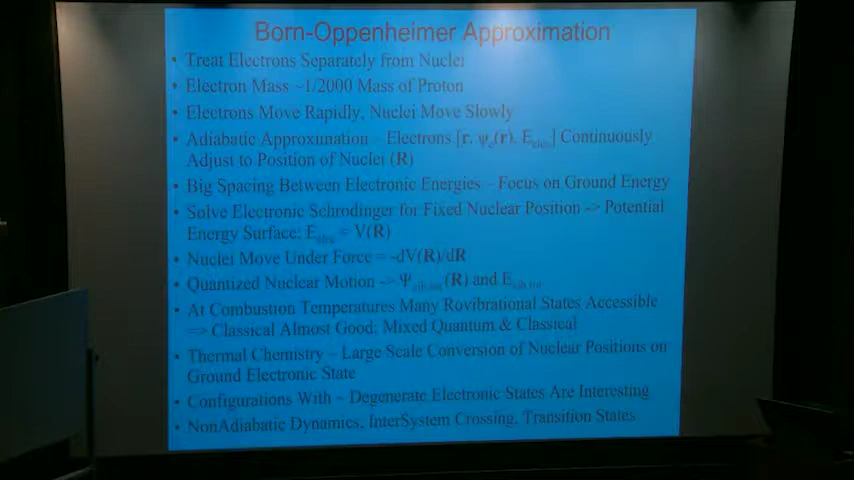 Born-Oppenheimer Approximation
• Treat Electrons Separately from Nuclei
• Electron Mass ~1/2000 Mass of Proton
• Electrons Move Rapidly, Nuclei Move Slowly
• Adiabatic Approximation – Electrons [r, ψe(r), Eelec] Continuously
Adjust to Position of Nuclei (R)
• Big Spacing Between Electronic Energies – Focus on Ground Energy
• Solve Electronic Schrodinger for Fixed Nuclear Position –> Potential
Energy Surface: Eelec = V(R)
• Nuclei Move Under Force = -dV(R)/dR
• Quantized Nuclear Motion –> Ψvib,rot(R) and Evib,rot
• At Combustion Temperatures Many Rovibrational States Accessible
=> Classical Almost Good: Mixed Quantum & Classical
• Thermal Chemistry – Large Scale Conversion of Nuclear Positions on
Ground Electronic State
• Configurations With ~ Degenerate Electronic States Are Interesting
• NonAdiabatic Dynamics, InterSystem Crossing, Transition States